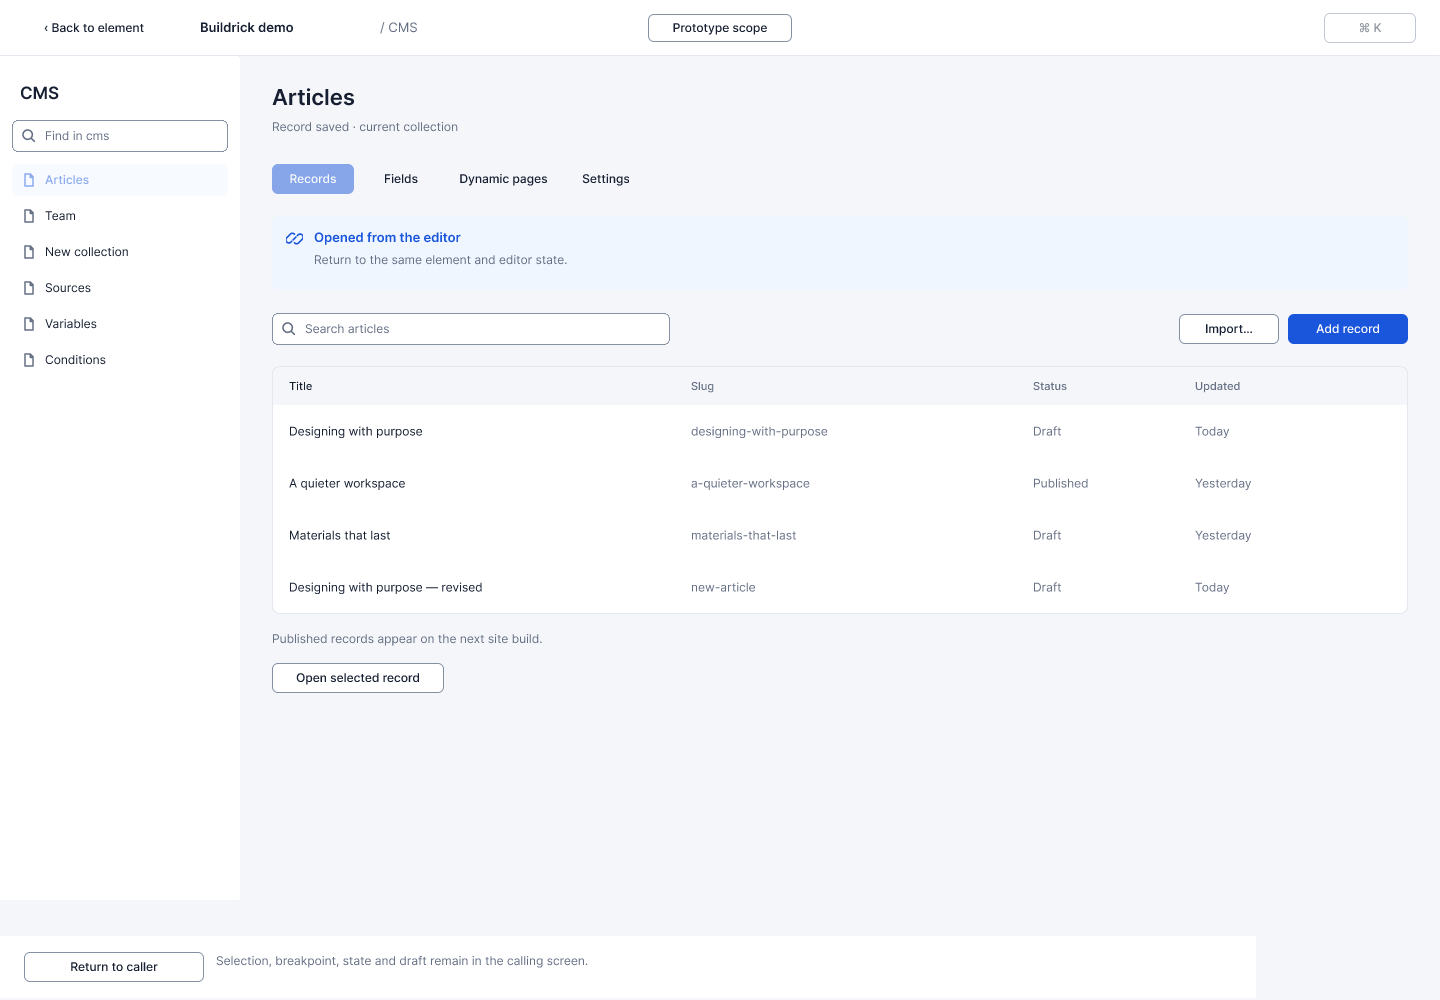 ‹ Back to element
Buildrick demo
/ CMS
Prototype scope
⌘ K
CMS
Find in cms
Articles
Team
New collection
Sources
Variables
Conditions
Articles
Record saved · current collection
Records
Fields
Dynamic pages
Settings
Opened from the editor
Return to the same element and editor state.
Search articles
Import...
Add record
Title Slug Status Updated
Designing with purpose designing-with-purpose Draft Today
A quieter workspace a-quieter-workspace Published Yesterday
Materials that last materials-that-last Draft Yesterday
Designing with purpose — revised new-article Draft Today
Published records appear on the next site build.
Open selected record
Return to caller
Selection, breakpoint, state and draft remain in the calling screen.